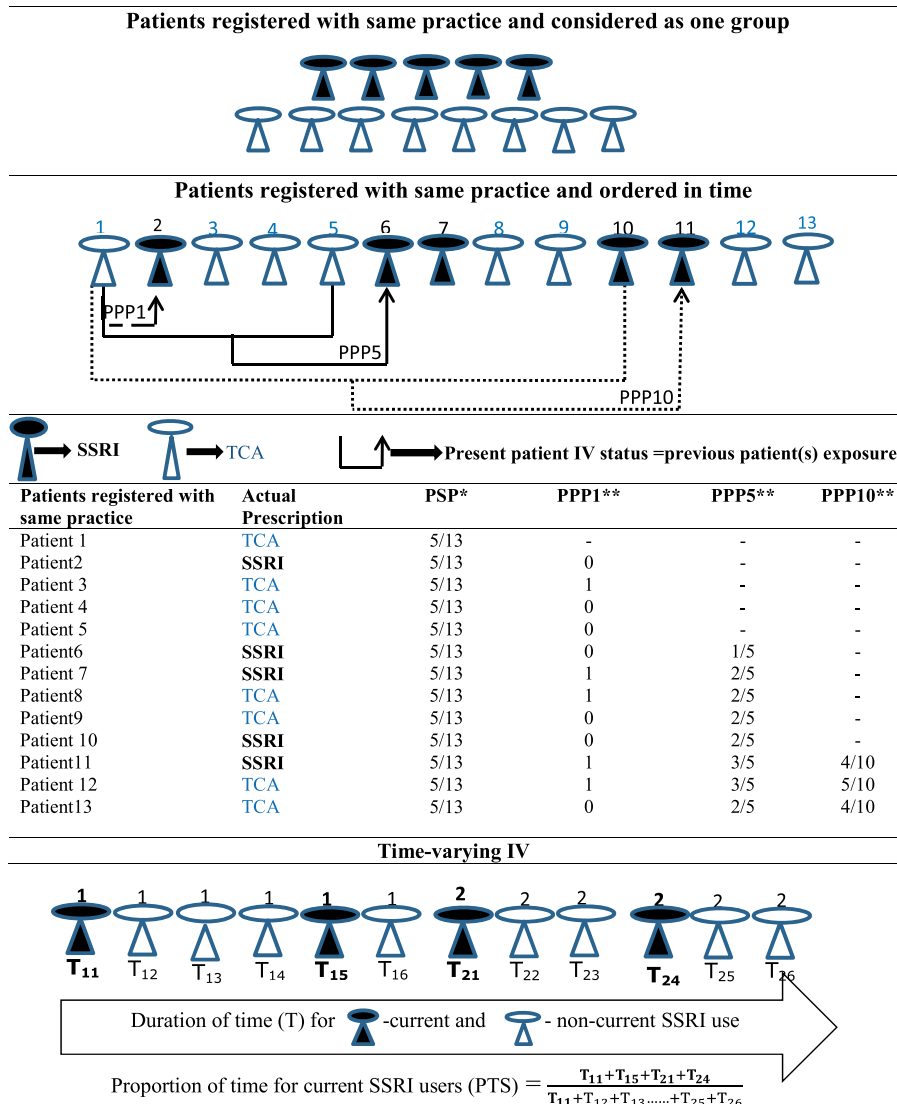 Patients registered with same practice and considered as one group
Patients registered with same practice and ordered in time
1 2 3 4 5 6 7 8 9 10 11 12 13
PPP1
PPP5
PPP10
SSRI TCA Present patient IV status =previous patient(s) exposure
Patients registered with same practice Actual Prescription PSP* PPP1** PPP5** PPP10**
Patient 1 TCA 5/13 - - -
Patient2 SSRI 5/13 0 - -
Patient 3 TCA 5/13 1 - -
Patient 4 TCA 5/13 0 - -
Patient 5 TCA 5/13 0 - -
Patient6 SSRI 5/13 0 1/5 -
Patient 7 SSRI 5/13 1 2/5 -
Patient8 TCA 5/13 1 2/5 -
Patient9 TCA 5/13 0 2/5 -
Patient 10 SSRI 5/13 0 2/5 -
Patient11 SSRI 5/13 1 3/5 4/10
Patient 12 TCA 5/13 1 3/5 5/10
Patient13 TCA 5/13 0 2/5 4/10
Time-varying IV
1 1 1 1 1 1 2 2 2 2 2 2
T11 T12 T13 T14 T15 T16 T21 T22 T23 T24 T25 T26
Duration of time (T) for -current and - non-current SSRI use
Proportion of time for current SSRI users (PTS) = T11+T15+T21+T24
T11+T12+T13......+T25+T26